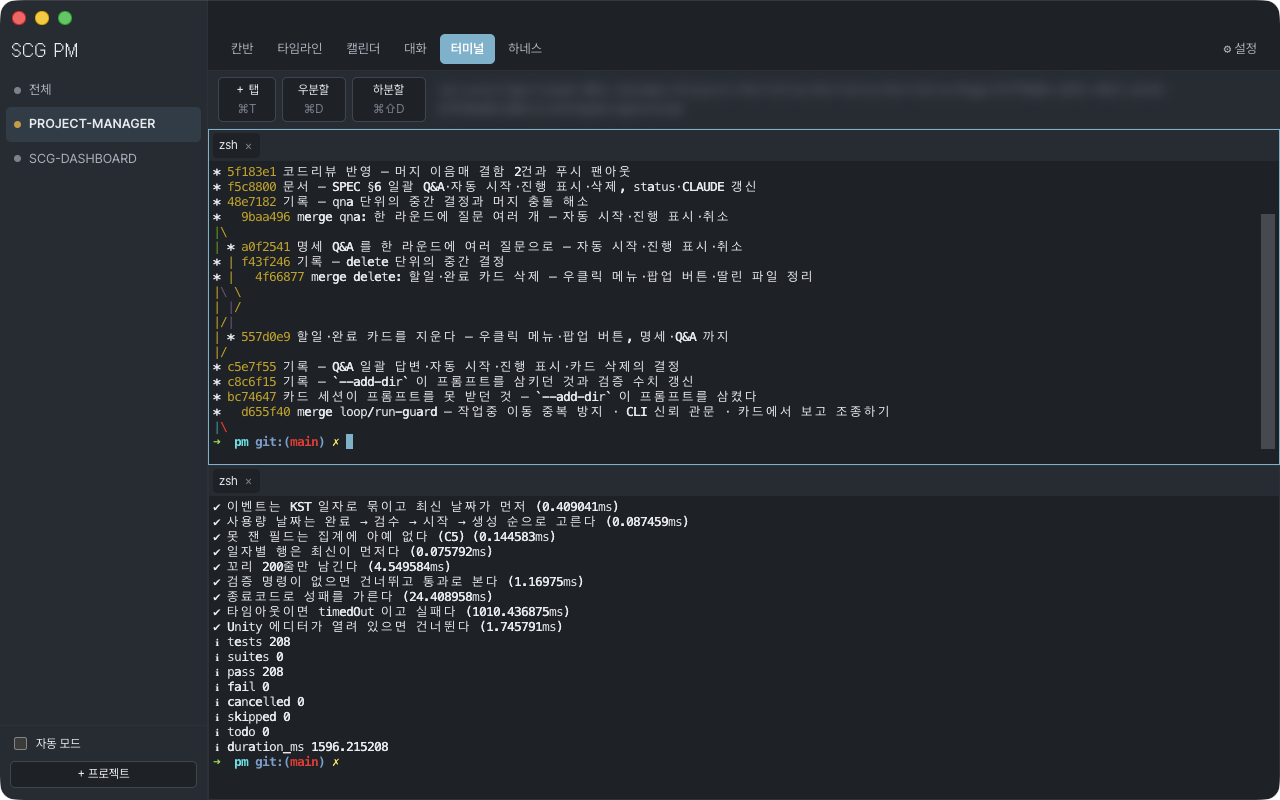 SCG PM
전체
PROJECT-MANAGER
SCG-DASHBOARD
자동 모드
+ 프로젝트
칸반 타임라인 캘린더 대화 터미널 하네스
⚙ 설정
+ 탭 우분할 하분할
⌘T ⌘D ⌘⇧D
zsh ×
* 5f183e1 코드리뷰 반영 — 머지 이음매 결함 2건과 푸시 팬아웃
* f5c8800 문서 — SPEC §6 일괄 Q&A·자동 시작·진행 표시·삭제, status·CLAUDE 갱신
* 48e7182 기록 — qna 단위의 중간 결정과 머지 충돌 해소
*   9baa496 merge qna: 한 라운드에 질문 여러 개 — 자동 시작·진행 표시·취소
|\
| * a0f2541 명세 Q&A 를 한 라운드에 여러 질문으로 — 자동 시작·진행 표시·취소
* | f43f246 기록 — delete 단위의 중간 결정
* |   4f66877 merge delete: 할일·완료 카드 삭제 — 우클릭 메뉴·팝업 버튼·딸린 파일 정리
|\ \
| |/
|/|
| * 557d0e9 할일·완료 카드를 지운다 — 우클릭 메뉴·팝업 버튼, 명세·Q&A 까지
|/
* c5e7f55 기록 — Q&A 일괄 답변·자동 시작·진행 표시·카드 삭제의 결정
* c8c6f15 기록 — `--add-dir` 이 프롬프트를 삼키던 것과 검증 수치 갱신
* bc74647 카드 세션이 프롬프트를 못 받던 것 — `--add-dir` 이 프롬프트를 삼켰다
*   d655f40 merge loop/run-guard — 작업중 이동 중복 방지 · CLI 신뢰 관문 · 카드에서 보고 조종하기
|\
➜  pm git:(main) ✗
zsh ×
✔ 이벤트는 KST 일자로 묶이고 최신 날짜가 먼저 (0.409041ms)
✔ 사용량 날짜는 완료 → 검수 → 시작 → 생성 순으로 고른다 (0.087459ms)
✔ 못 잰 필드는 집계에 아예 없다 (C5) (0.144583ms)
✔ 일자별 행은 최신이 먼저다 (0.075792ms)
✔ 꼬리 200줄만 남긴다 (4.549584ms)
✔ 검증 명령이 없으면 건너뛰고 통과로 본다 (1.16975ms)
✔ 종료코드로 성패를 가른다 (24.408958ms)
✔ 타임아웃이면 timedOut 이고 실패다 (1010.436875ms)
✔ Unity 에디터가 열려 있으면 건너뛴다 (1.745791ms)
ℹ tests 208
ℹ suites 0
ℹ pass 208
ℹ fail 0
ℹ cancelled 0
ℹ skipped 0
ℹ todo 0
ℹ duration_ms 1596.215208
➜  pm git:(main) ✗